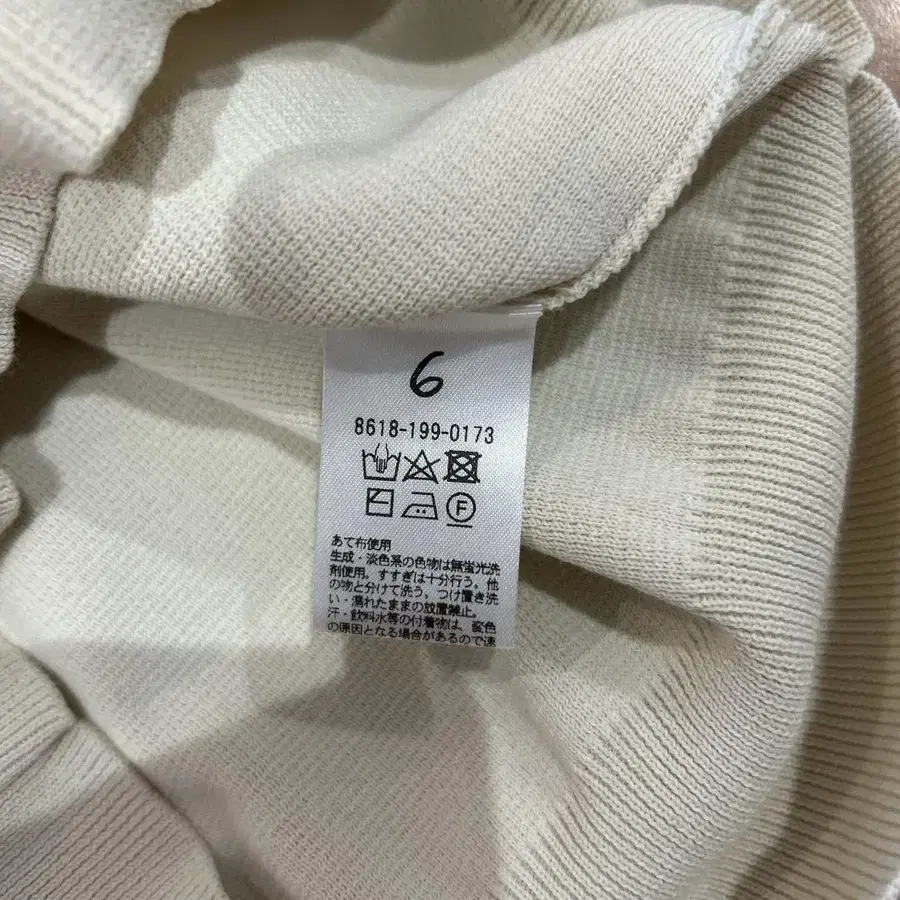 6
8618-199-0173
F
あて布使用
生成・淡色系の色物は無蛍光洗
剤使用。すすぎは十分行う。他
の物と分けて洗う。つけ置き洗
い・濡れたままの放置禁止。
汗・飲料水等の付着物は、変色
の原因となる場合があるので速